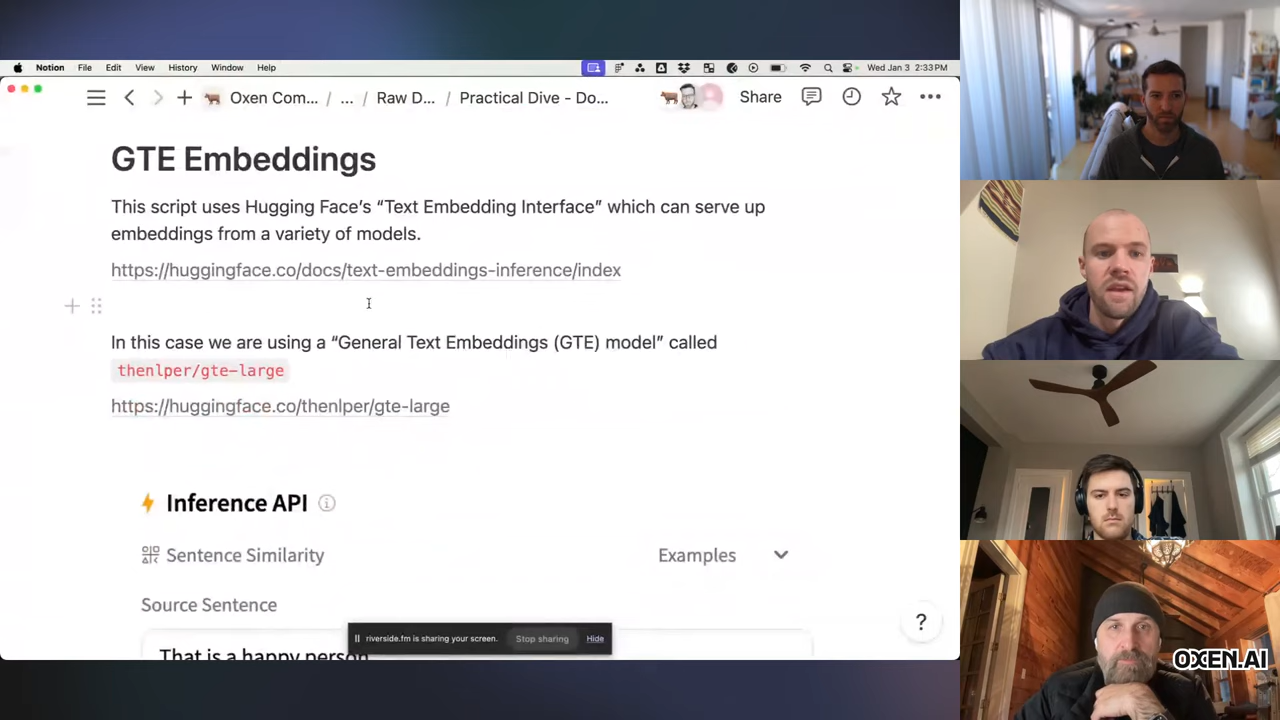 Notion File Edit View History Window Help Wed Jan 3 2:33 PM
Oxen Com... / ... / Raw D... / Practical Dive - Do... Share
GTE Embeddings
This script uses Hugging Face's “Text Embedding Interface” which can serve up
embeddings from a variety of models.
https://huggingface.co/docs/text-embeddings-inference/index
In this case we are using a “General Text Embeddings (GTE) model” called
thenlper/gte-large
https://huggingface.co/thenlper/gte-large
Inference API
Sentence Similarity Examples
Source Sentence
That is a happy person
riverside.fm is sharing your screen. Stop sharing Hide
?
OXEN.AI